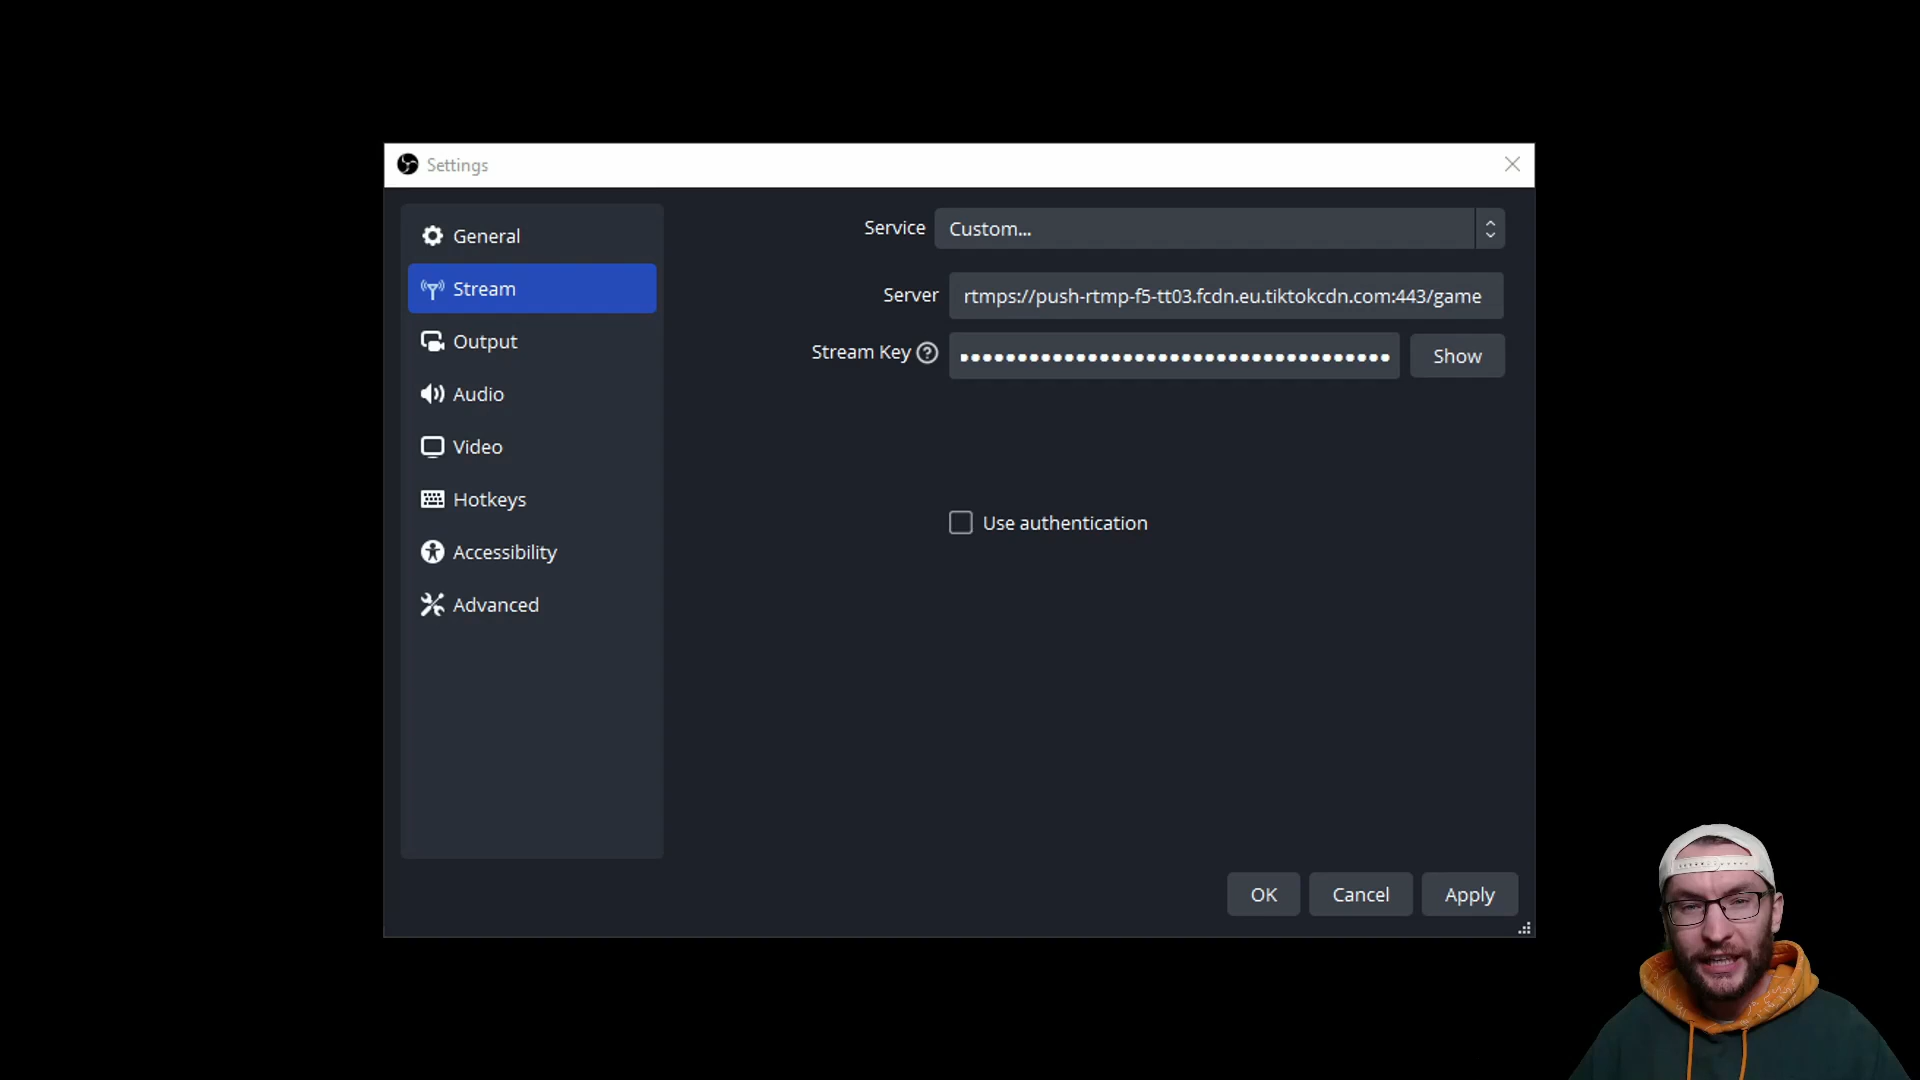 Settings
General
Stream
Output
Audio
Video
Hotkeys
Accessibility
Advanced
Service Custom...
Server rtmps://push-rtmp-f5-tt03.fcdn.eu.tiktokcdn.com:443/game
Stream Key ●●●●●●●●●●●●●●●●●●●●●●●●●●●●●●●●●●●●● Show
Use authentication
OK Cancel Apply